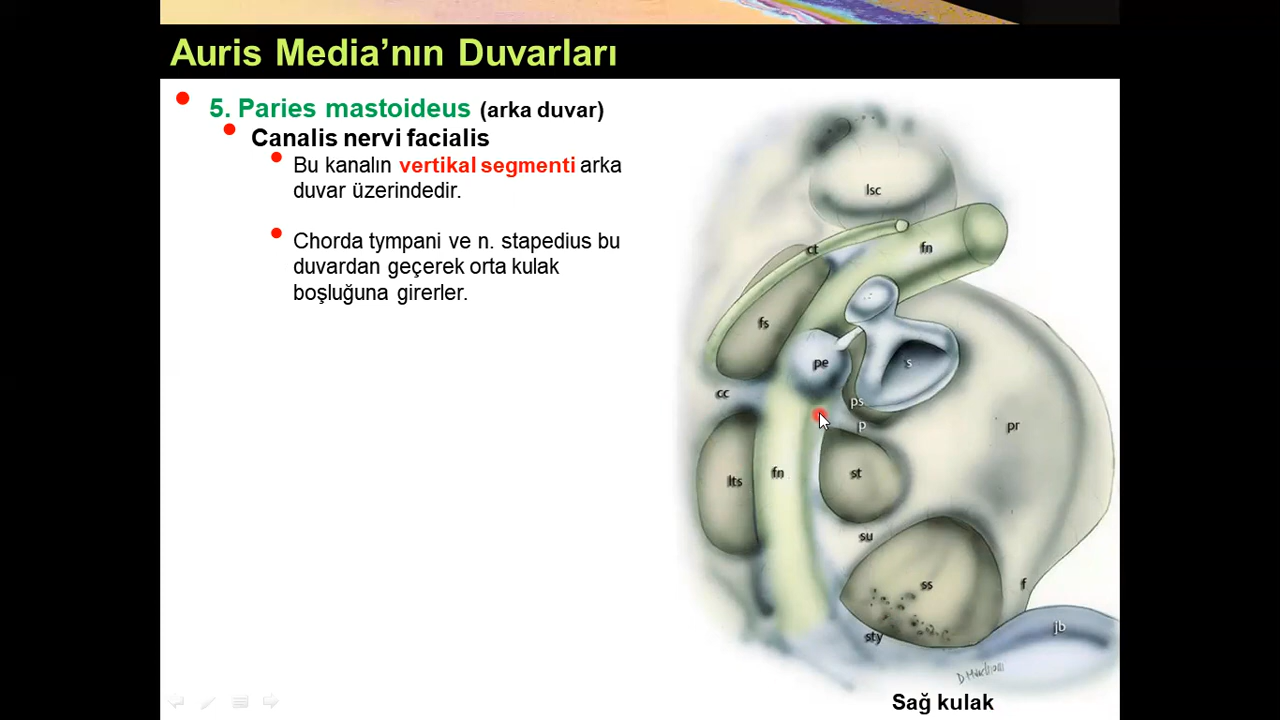 Auris Media’nın Duvarları
5. Paries mastoideus (arka duvar)
Canalis nervi facialis
Bu kanalın vertikal segmenti arka
duvar üzerindedir.
Chorda tympani ve n. stapedius bu
duvardan geçerek orta kulak
boşluğuna girerler.
lsc
ct
fn
fs
pe
s
cc
ps
p
pr
lts
fn
st
su
ss
f
sty
jb
Sağ kulak